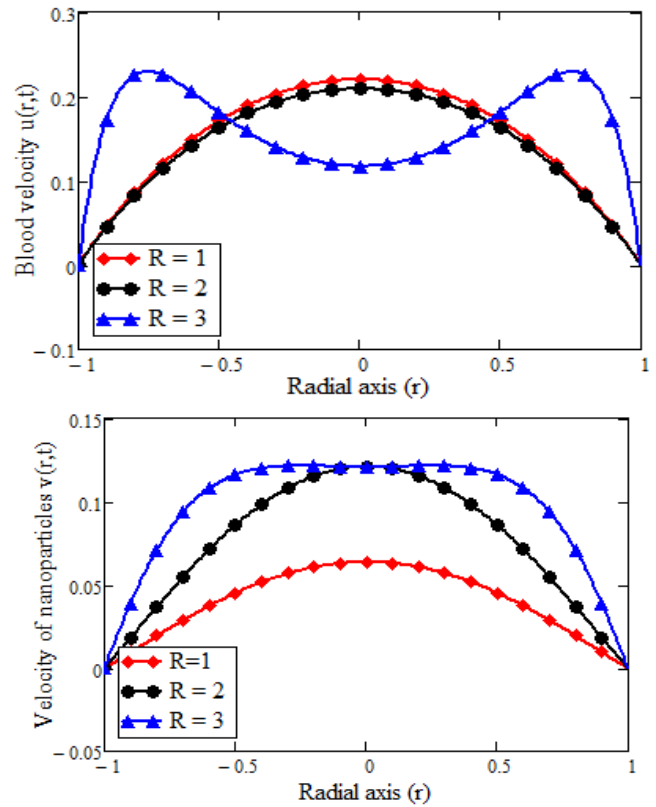 0.3
0.2
0.1
0
− 0.1
Blood velocity u(r,t)
R = 1
R = 2
R = 3
− 1
− 0.5
0
0.5
1
Radial axis (r)
0.15
0.1
0.05
0
− 0.05
Velocity of nanoparticles v(r,t)
R=1
R = 2
R = 3
− 1
− 0.5
0
0.5
1
Radial axis (r)